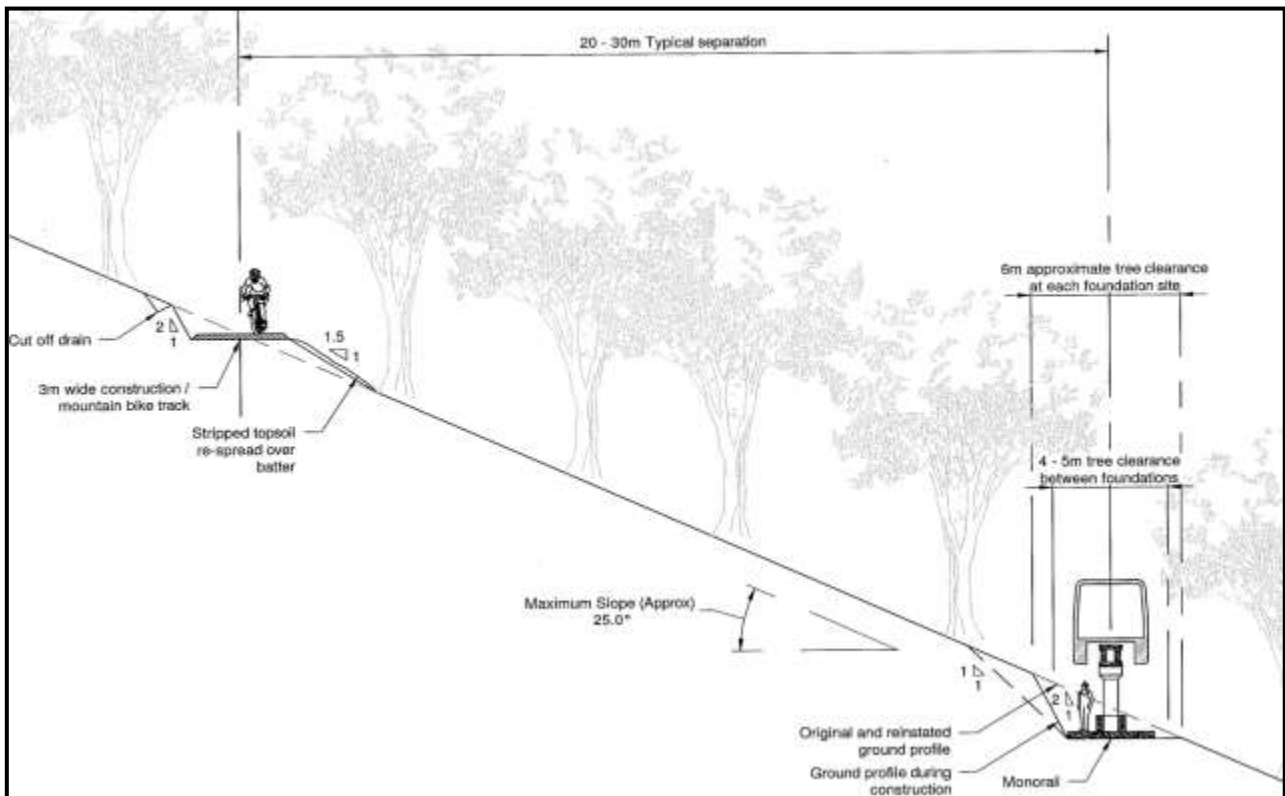 20 - 30m Typical separation
6m approximate tree clearance
at each foundation site
Cut off drain
2
1
1.5
1
3m wide construction /
mountain bike track
Stripped topsoil
re-spread over
batter
4 - 5m tree clearance
between foundations
Maximum Slope (Approx)
25.0°
1
1
2
1
Original and reinstated
ground profile
Ground profile during
construction
Monorail